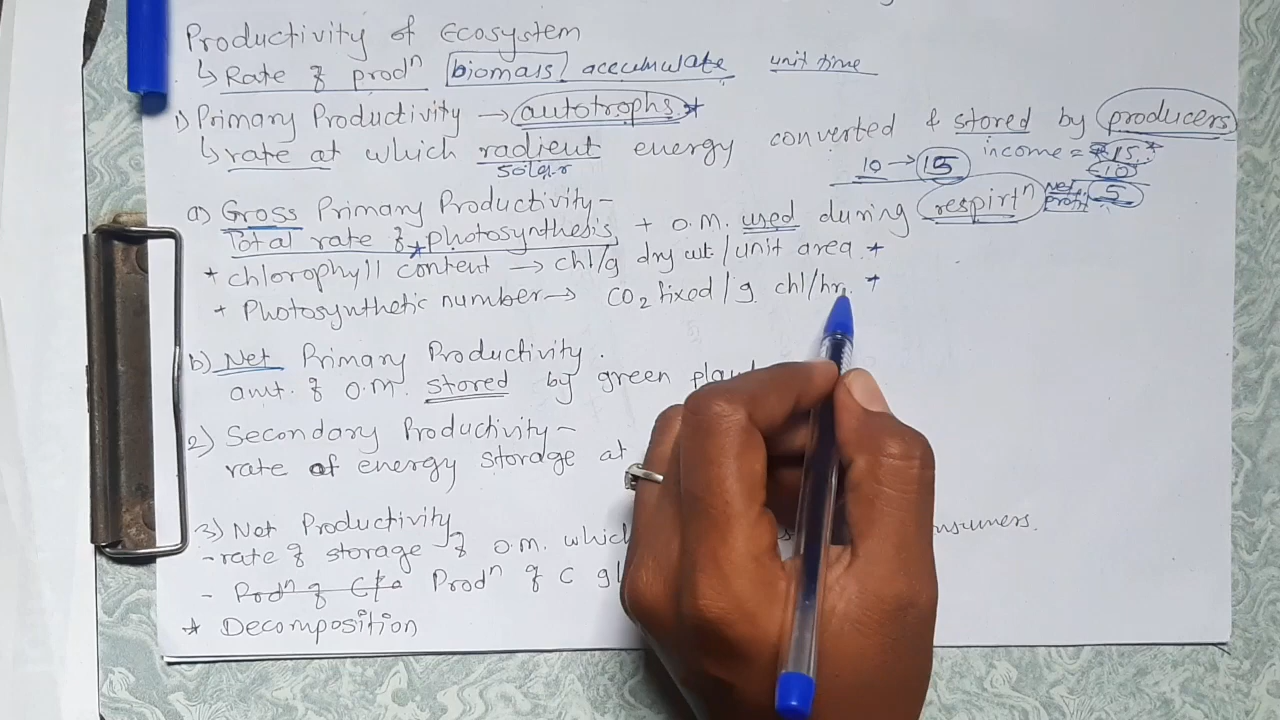 Productivity of Ecosystem
↳ Rate of prodⁿ biomass accumulate unit time
1) Primary Productivity → autotrophs *
↳ rate at which radient energy converted & stored by producers
solar
10 → 15 income = 15
-10
Net profit 5
a) Gross Primary Productivity -
Total rate of photosynthesis + o.m. used during respirtⁿ
* chlorophyll content → chl/g dry wt/unit area. *
* Photosynthetic number → CO₂ fixed/g chl/hr. *
b) Net Primary Productivity.
amt. of O.M. stored by green
2) Secondary Productivity -
rate of energy storage at
3) Net Productivity
- rate of storage of O.M.
- Prodⁿ of C Prodⁿ of C
* Decomposition